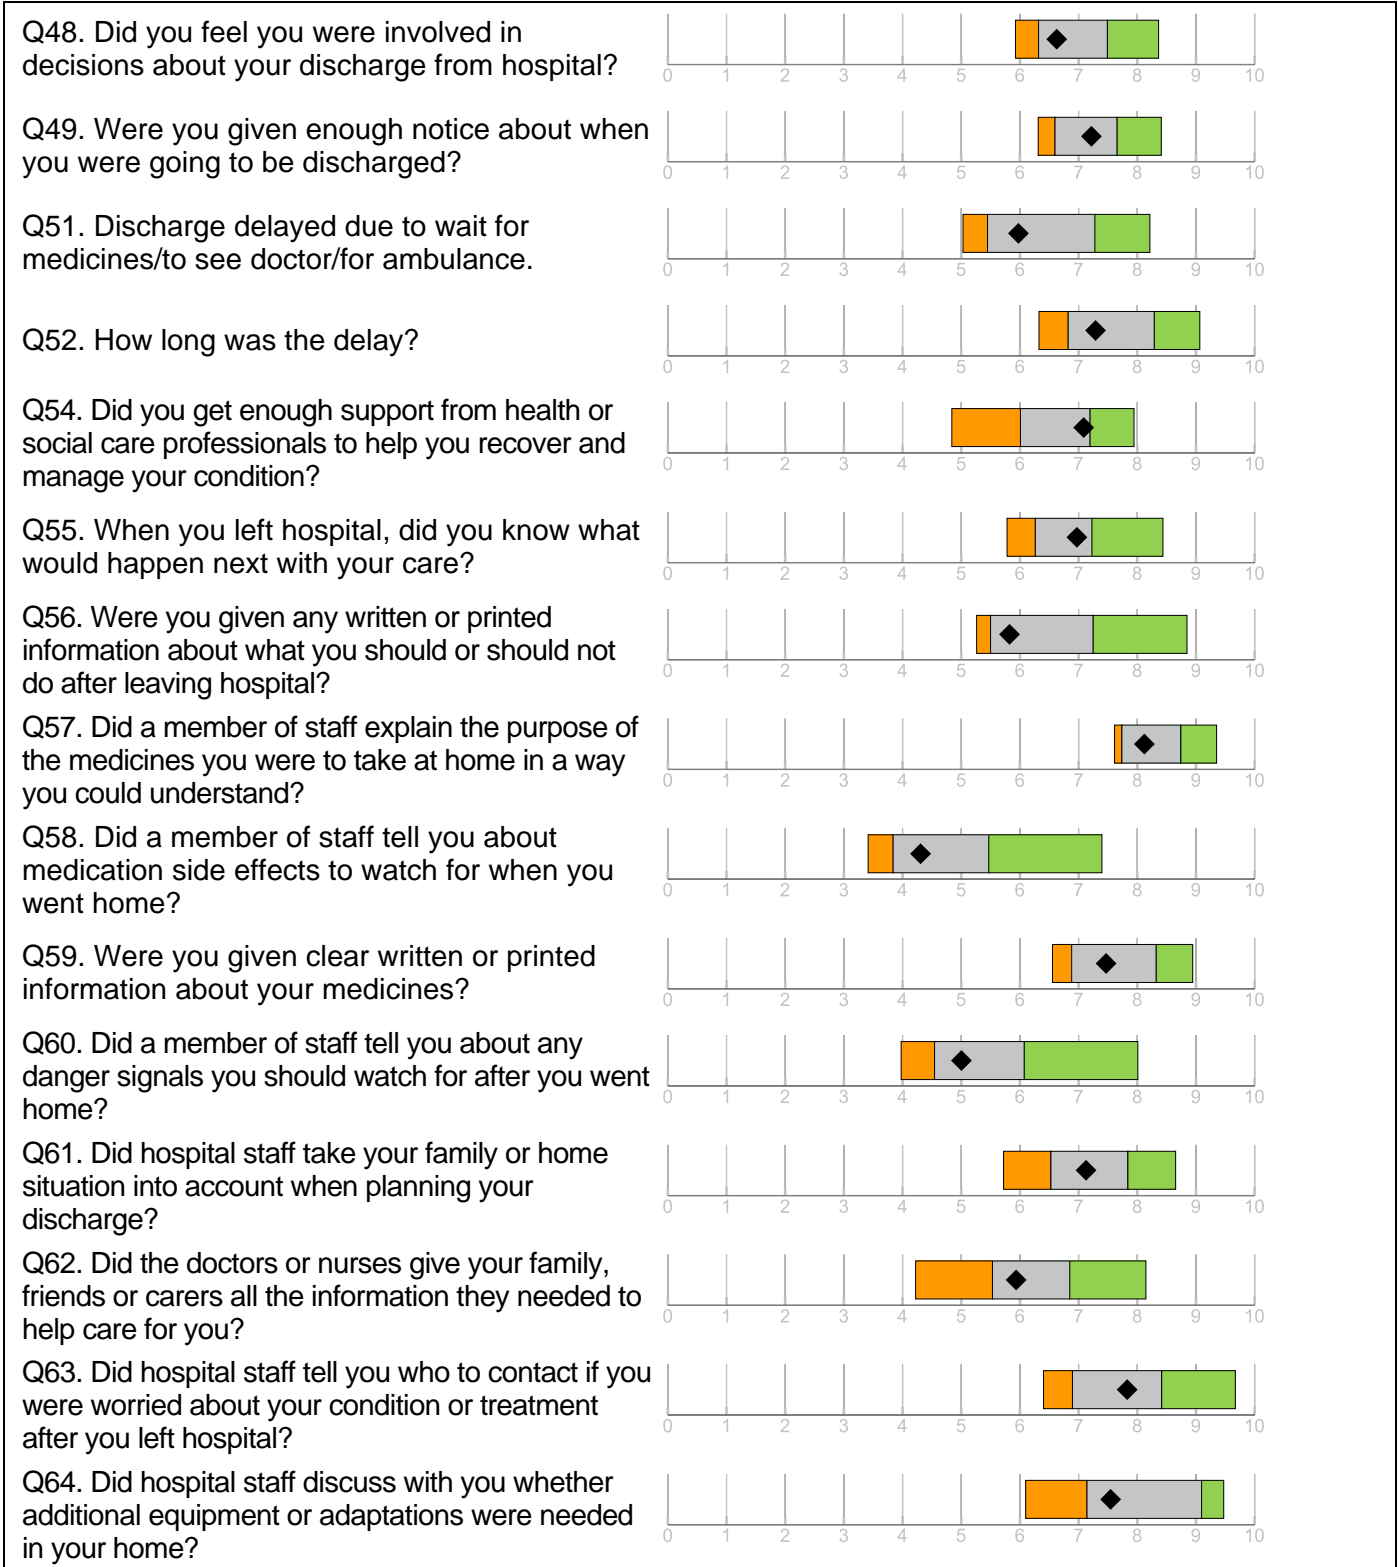 Q48. Did you feel you were involved in
decisions about your discharge from hospital?
0 1 2 3 4 5 6 7 8 9 10
Q49. Were you given enough notice about when
you were going to be discharged?
0 1 2 3 4 5 6 7 8 9 10
Q51. Discharge delayed due to wait for
medicines/to see doctor/for ambulance.
0 1 2 3 4 5 6 7 8 9 10
Q52. How long was the delay?
0 1 2 3 4 5 6 7 8 9 10
Q54. Did you get enough support from health or
social care professionals to help you recover and
manage your condition?
0 1 2 3 4 5 6 7 8 9 10
Q55. When you left hospital, did you know what
would happen next with your care?
0 1 2 3 4 5 6 7 8 9 10
Q56. Were you given any written or printed
information about what you should or should not
do after leaving hospital?
0 1 2 3 4 5 6 7 8 9 10
Q57. Did a member of staff explain the purpose of
the medicines you were to take at home in a way
you could understand?
0 1 2 3 4 5 6 7 8 9 10
Q58. Did a member of staff tell you about
medication side effects to watch for when you
went home?
0 1 2 3 4 5 6 7 8 9 10
Q59. Were you given clear written or printed
information about your medicines?
0 1 2 3 4 5 6 7 8 9 10
Q60. Did a member of staff tell you about any
danger signals you should watch for after you went
home?
0 1 2 3 4 5 6 7 8 9 10
Q61. Did hospital staff take your family or home
situation into account when planning your
discharge?
0 1 2 3 4 5 6 7 8 9 10
Q62. Did the doctors or nurses give your family,
friends or carers all the information they needed to
help care for you?
0 1 2 3 4 5 6 7 8 9 10
Q63. Did hospital staff tell you who to contact if you
were worried about your condition or treatment
after you left hospital?
0 1 2 3 4 5 6 7 8 9 10
Q64. Did hospital staff discuss with you whether
additional equipment or adaptations were needed
in your home?
0 1 2 3 4 5 6 7 8 9 10